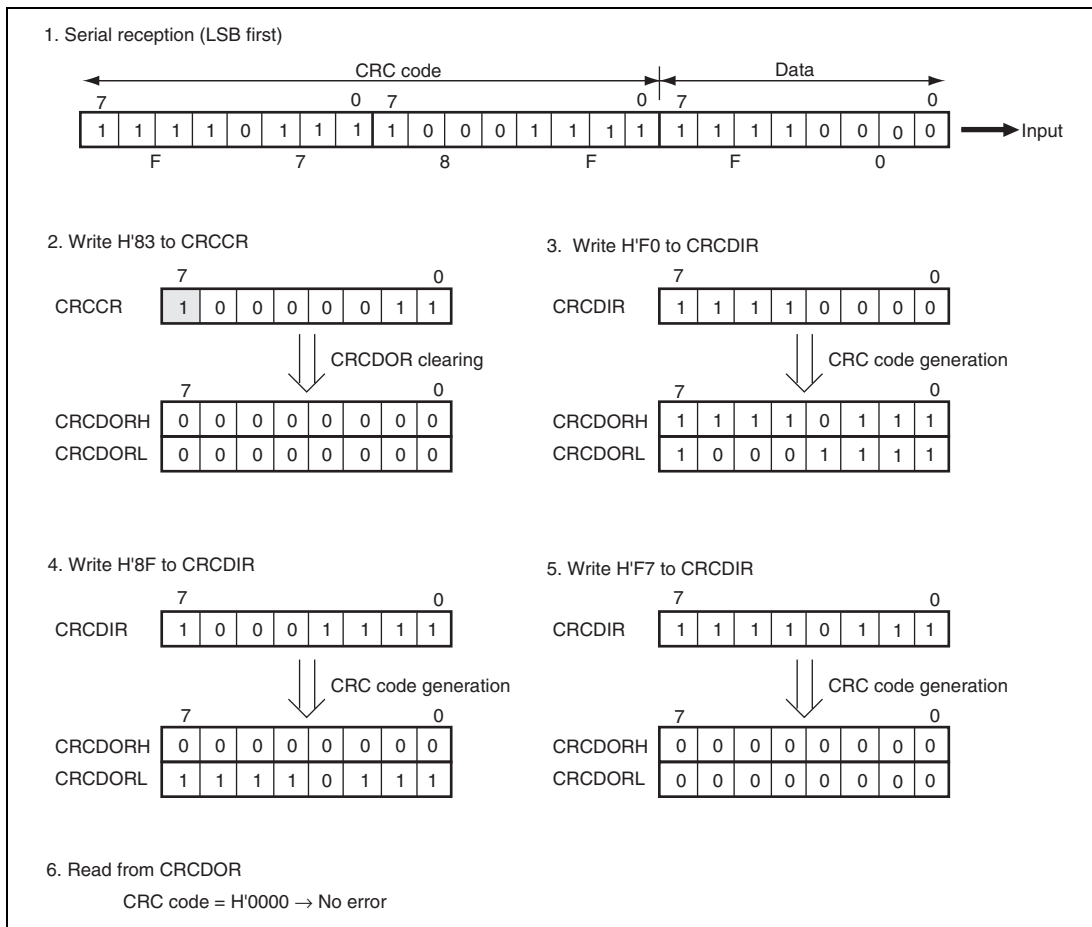 1. Serial reception (LSB first)
CRC code Data
7 0 7 0 7 0
1 1 1 1 0 1 1 1 1 0 0 0 1 1 1 1 1 1 1 1 0 0 0 0 Input
F 7 8 F F 0
2. Write H'83 to CRCCR
7 0
CRCCR 1 0 0 0 0 0 1 1
CRCDOR clearing
7 0
CRCDORH 0 0 0 0 0 0 0 0
CRCDORL 0 0 0 0 0 0 0 0
3. Write H'F0 to CRCDIR
7 0
CRCDIR 1 1 1 1 0 0 0 0
CRC code generation
7 0
CRCDORH 1 1 1 1 0 1 1 1
CRCDORL 1 0 0 0 1 1 1 1
4. Write H'8F to CRCDIR
7 0
CRCDIR 1 0 0 0 1 1 1 1
CRC code generation
7 0
CRCDORH 0 0 0 0 0 0 0 0
CRCDORL 1 1 1 1 0 1 1 1
5. Write H'F7 to CRCDIR
7 0
CRCDIR 1 1 1 1 0 1 1 1
CRC code generation
7 0
CRCDORH 0 0 0 0 0 0 0 0
CRCDORL 0 0 0 0 0 0 0 0
6. Read from CRCDOR
CRC code = H'0000 → No error